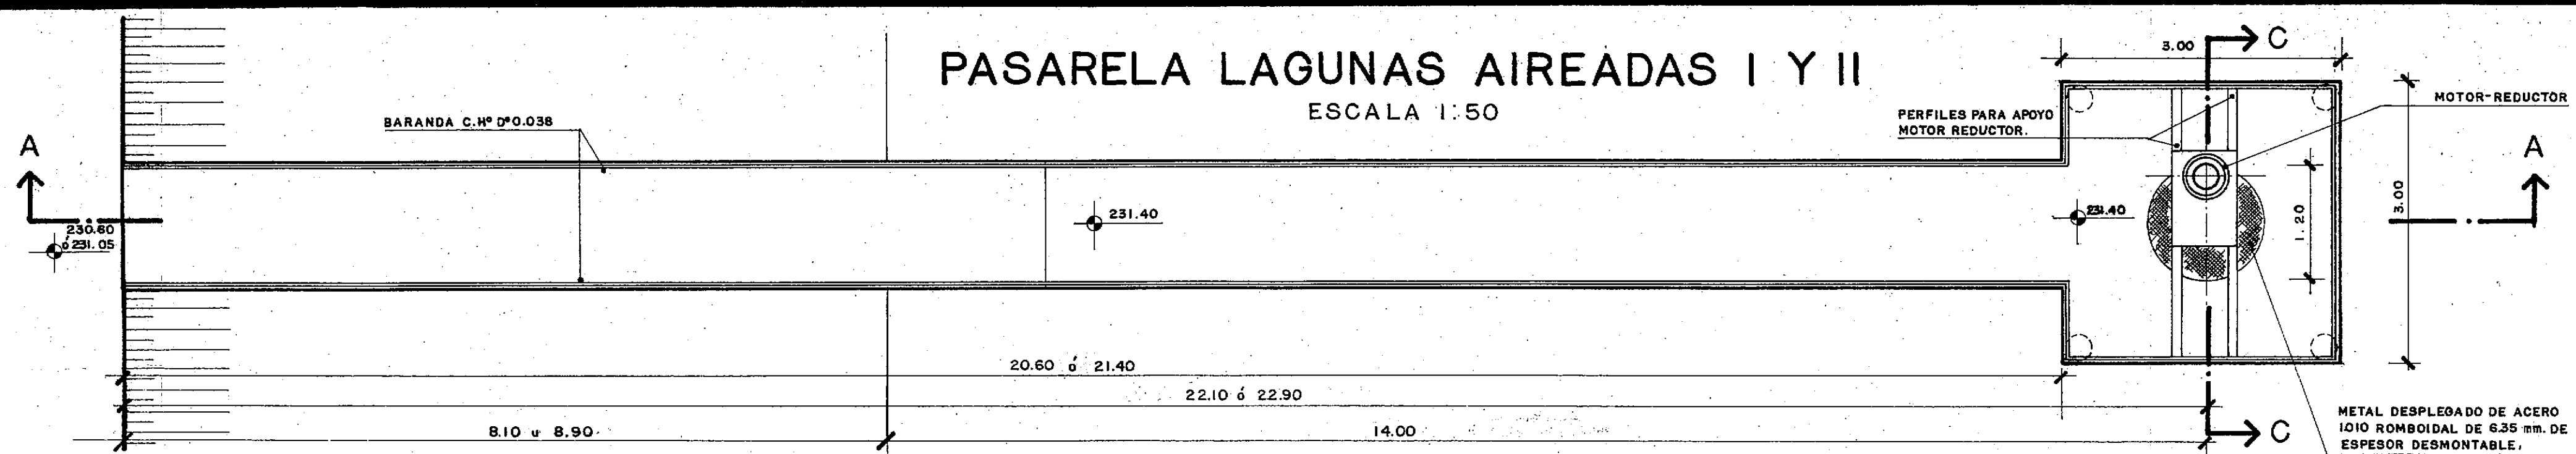 PASARELA LAGUNAS AIREADAS I Y II
ESCALA 1:50
3.00
C
MOTOR-REDUCTOR
PERFILES PARA APOYO
MOTOR REDUCTOR.
BARANDA C.Hº Dº0.038
A
A
230.60
ó 231.05
231.40
231.40
1.20
3.00
20.60 ó 21.40
22.10 ó 22.90
8.10 u 8.90
14.00
C
METAL DESPLEGADO DE ACERO
1.010 ROMBOIDAL DE 6.35 mm. DE
ESPESOR DESMONTABLE,